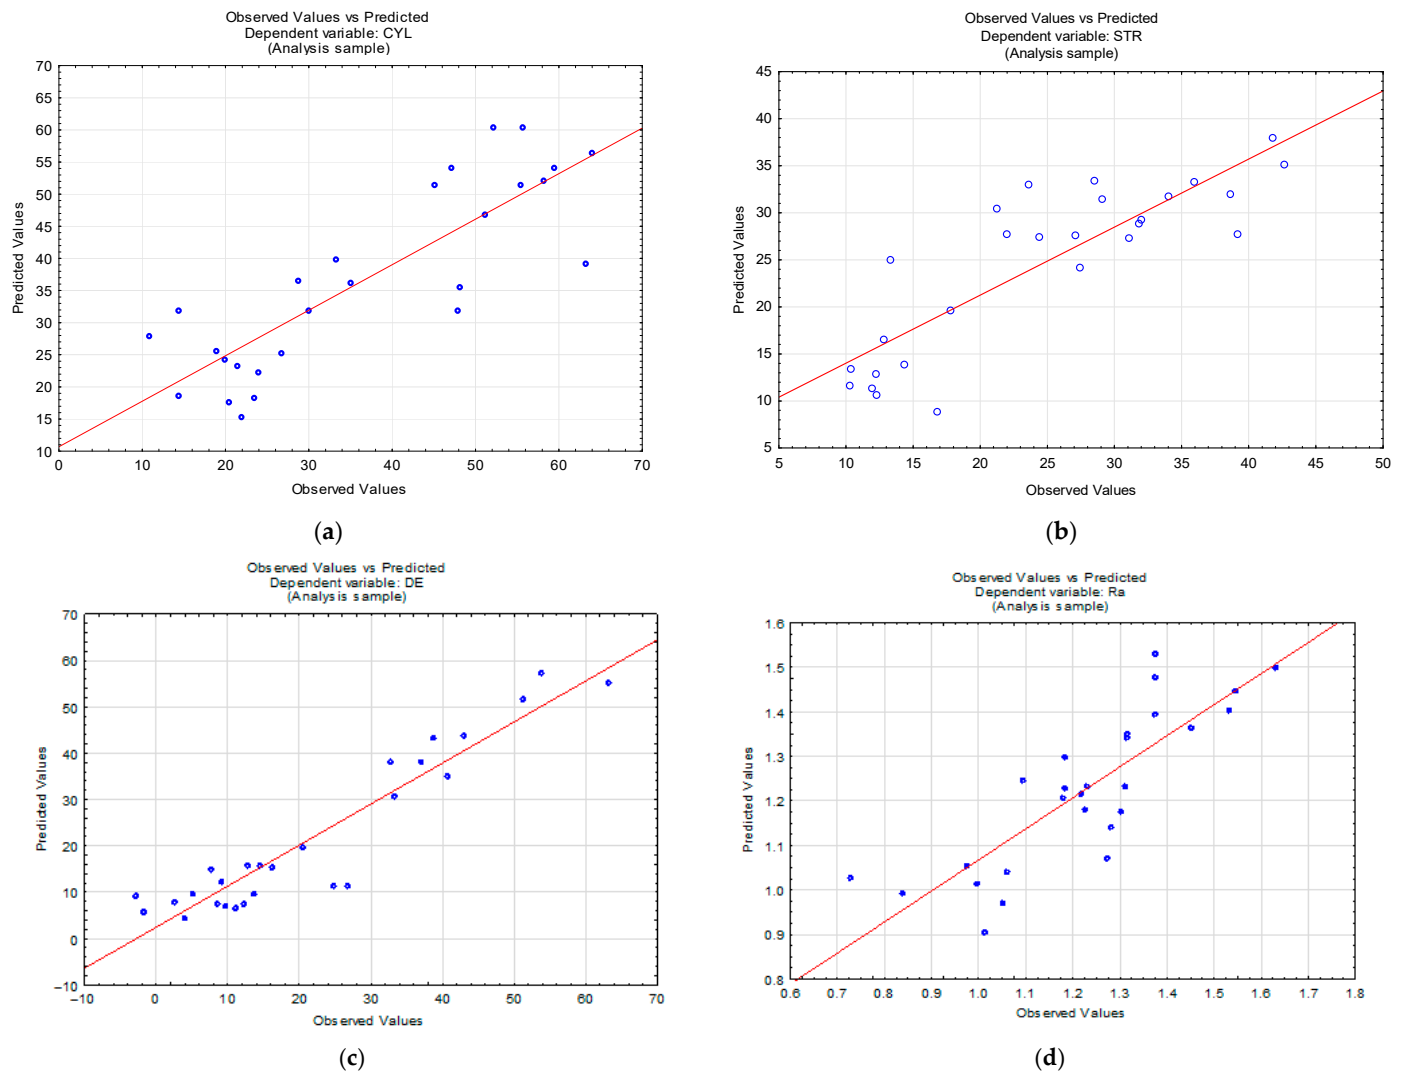 Observed Values vs Predicted
Dependent variable: CYL
(Analysis sample)
70
65
60
55
50
45
40
35
30
25
20
15
10
Predicted Values
0 10 20 30 40 50 60 70
Observed Values
(a)
Observed Values vs Predicted
Dependent variable: STR
(Analysis sample)
45
40
35
30
25
20
15
10
5
Predicted Values
5 10 15 20 25 30 35 40 45 50
Observed Values
(b)
Observed Values vs Predicted
Dependent variable: DE
(Analysis sample)
70
60
50
40
30
20
10
0
−10
Predicted Values
−10 0 10 20 30 40 50 60 70
Observed Values
(c)
Observed Values vs Predicted
Dependent variable: Ra
(Analysis sample)
1.6
1.5
1.4
1.3
1.2
1.1
1.0
0.9
0.8
Predicted Values
0.6 0.7 0.8 0.9 1.0 1.1 1.2 1.3 1.4 1.5 1.6 1.7 1.8
Observed Values
(d)